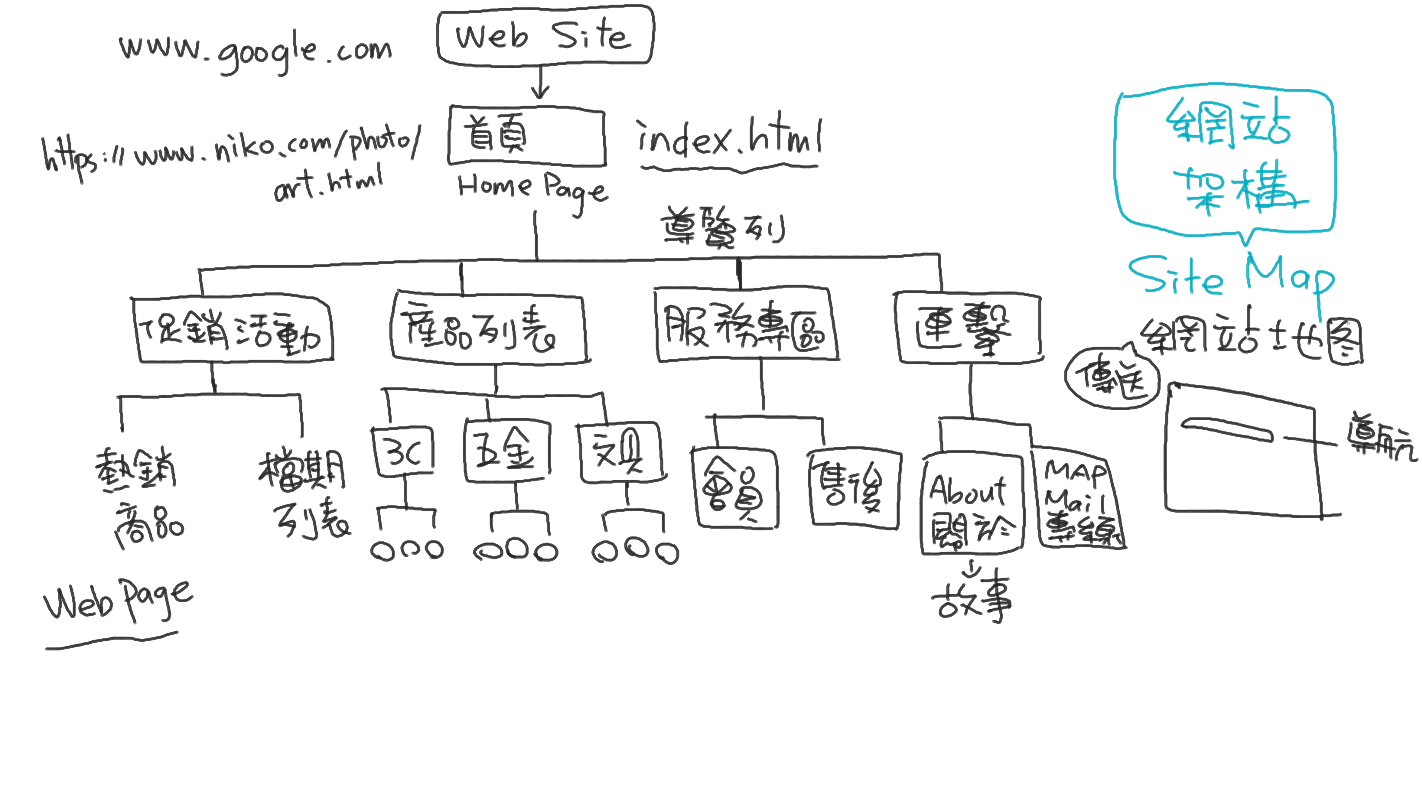 www.google.com
Web Site
https://www.niko.com/photo/
art.html
首頁
Home Page
index.html
網站
架構
Site Map
網站地图
導覽列
促銷活動
產品列表
服務專區
連繫
熱銷
商品
檔期
列表
3C
五金
文具
會員
售後
About
關於
故事
MAP
Mail
專線
傳送
導航
Web Page